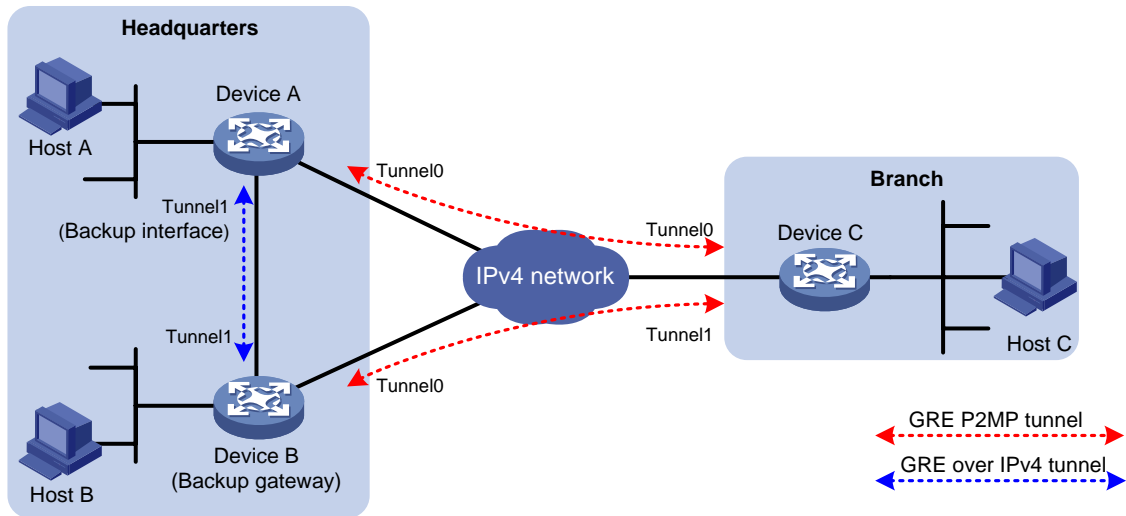 Headquarters
Device A
Host A
Tunnel0
Tunnel1
(Backup interface)
Tunnel0
Branch
Device C
IPv4 network
Tunnel1
Tunnel1
Host C
Tunnel0
Device B
(Backup gateway)
Host B
GRE P2MP tunnel
GRE over IPv4 tunnel